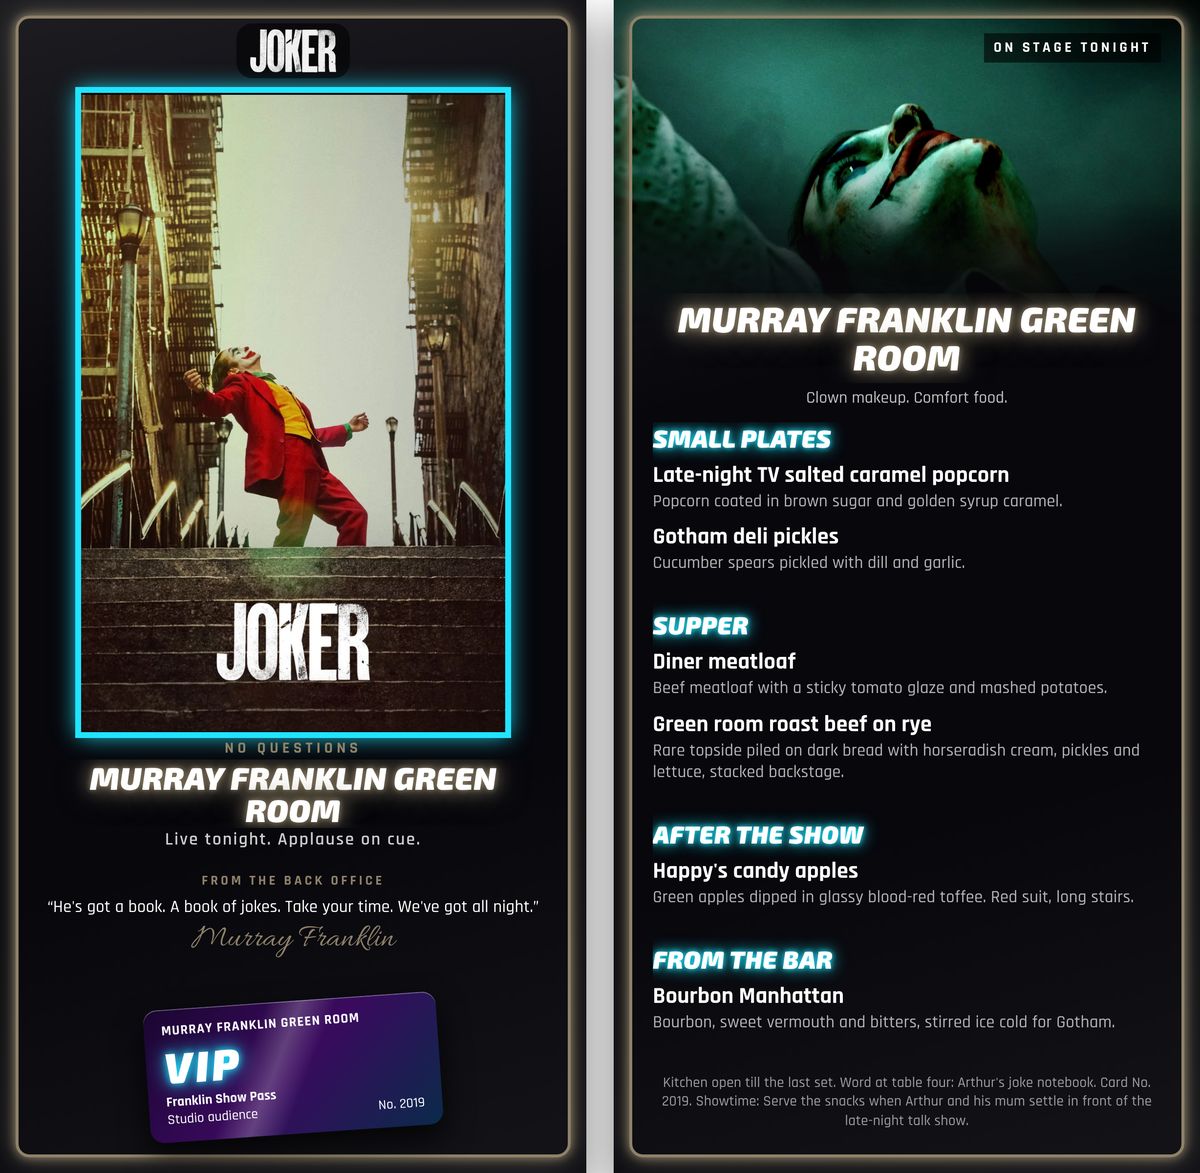 JOKER
JOKER
NO QUESTIONS
MURRAY FRANKLIN GREEN
ROOM
Live tonight. Applause on cue.
FROM THE BACK OFFICE
“He's got a book. A book of jokes. Take your time. We've got all night.”
Murray Franklin
MURRAY FRANKLIN GREEN ROOM
VIP
Franklin Show Pass
Studio audience
No. 2019
ON STAGE TONIGHT
MURRAY FRANKLIN GREEN
ROOM
Clown makeup. Comfort food.
SMALL PLATES
Late-night TV salted caramel popcorn
Popcorn coated in brown sugar and golden syrup caramel.
Gotham deli pickles
Cucumber spears pickled with dill and garlic.
SUPPER
Diner meatloaf
Beef meatloaf with a sticky tomato glaze and mashed potatoes.
Green room roast beef on rye
Rare topside piled on dark bread with horseradish cream, pickles and
lettuce, stacked backstage.
AFTER THE SHOW
Happy's candy apples
Green apples dipped in glassy blood-red toffee. Red suit, long stairs.
FROM THE BAR
Bourbon Manhattan
Bourbon, sweet vermouth and bitters, stirred ice cold for Gotham.
Kitchen open till the last set. Word at table four: Arthur's joke notebook. Card No.
2019. Showtime: Serve the snacks when Arthur and his mum settle in front of the
late-night talk show.